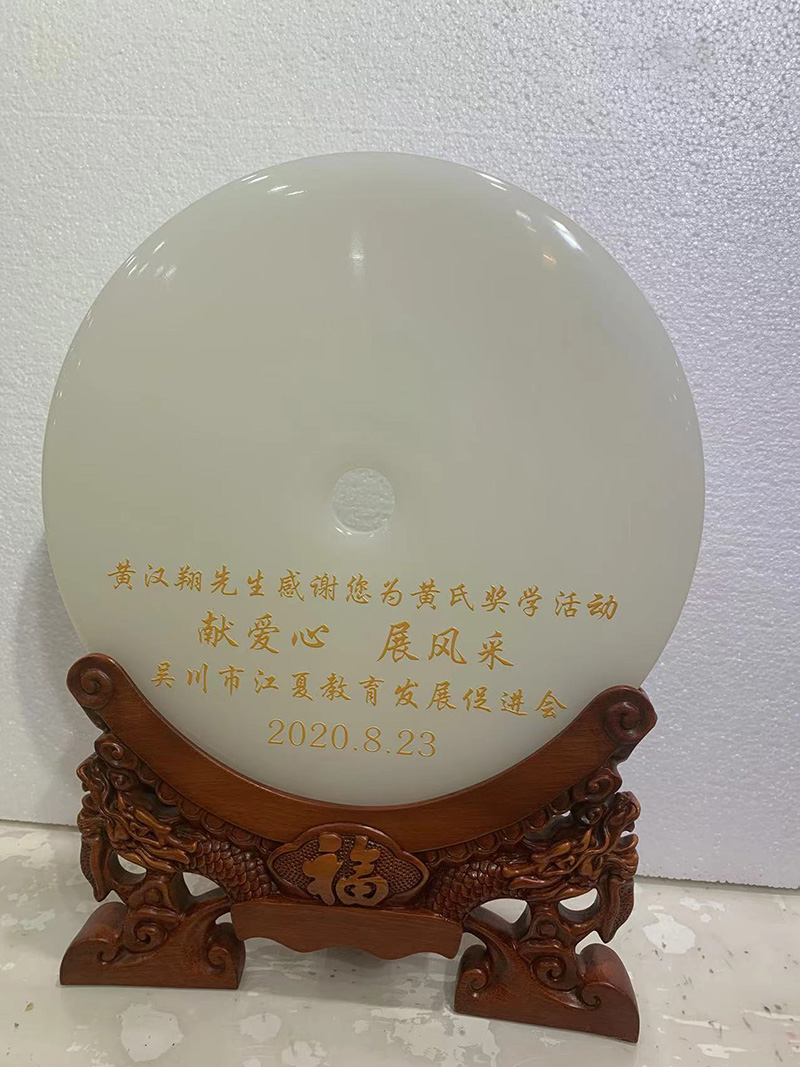 黄汉翔先生感谢您为黄氏奖学活动
献爱心 展风采
吴川市江夏教育发展促进会
2020.8.23
福